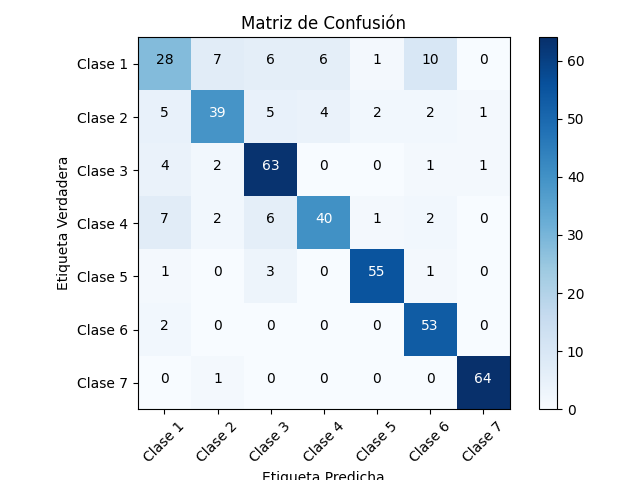 Matriz de Confusión
Etiqueta Verdadera
Clase 1 28 7 6 6 1 10 0
Clase 2 5 39 5 4 2 2 1
Clase 3 4 2 63 0 0 1 1
Clase 4 7 2 6 40 1 2 0
Clase 5 1 0 3 0 55 1 0
Clase 6 2 0 0 0 0 53 0
Clase 7 0 1 0 0 0 0 64
Clase 1 Clase 2 Clase 3 Clase 4 Clase 5 Clase 6 Clase 7
Etiqueta Predicha
60
50
40
30
20
10
0